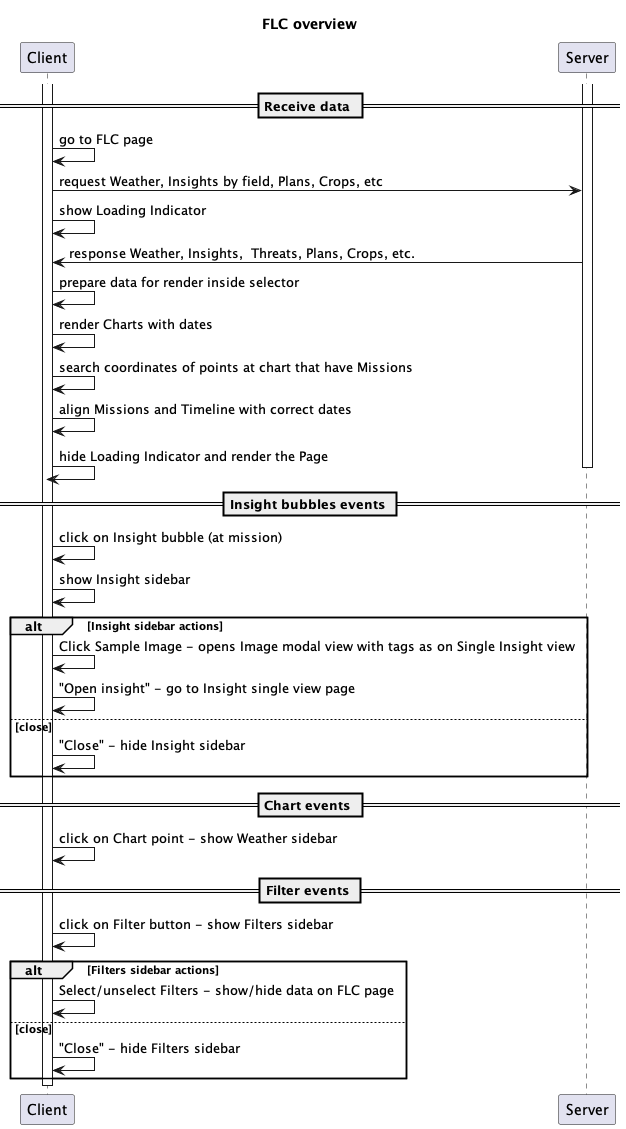 FLC overview
Client
Server
Receive data
go to FLC page
request Weather, Insights by field, Plans, Crops, etc
show Loading Indicator
response Weather, Insights,  Threats, Plans, Crops, etc.
prepare data for render inside selector
render Charts with dates
search coordinates of points at chart that have Missions
align Missions and Timeline with correct dates
hide Loading Indicator and render the Page
Insight bubbles events
click on Insight bubble (at mission)
show Insight sidebar
alt [Insight sidebar actions]
Click Sample Image – opens Image modal view with tags as on Single Insight view
"Open insight" – go to Insight single view page
[close]
"Close" – hide Insight sidebar
Chart events
click on Chart point – show Weather sidebar
Filter events
click on Filter button – show Filters sidebar
alt [Filters sidebar actions]
Select/unselect Filters – show/hide data on FLC page
[close]
"Close" – hide Filters sidebar
Client
Server